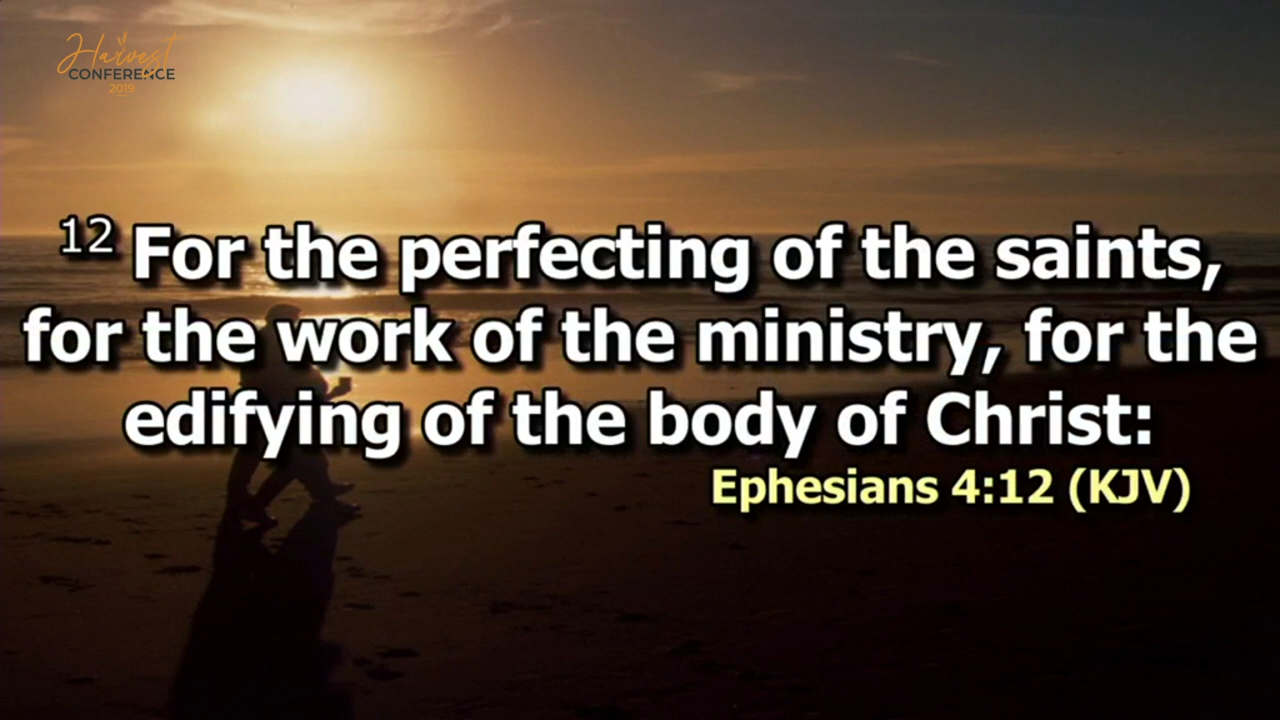 Harvest
CONFERENCE
2019
12 For the perfecting of the saints,
for the work of the ministry, for the
edifying of the body of Christ:
Ephesians 4:12 (KJV)